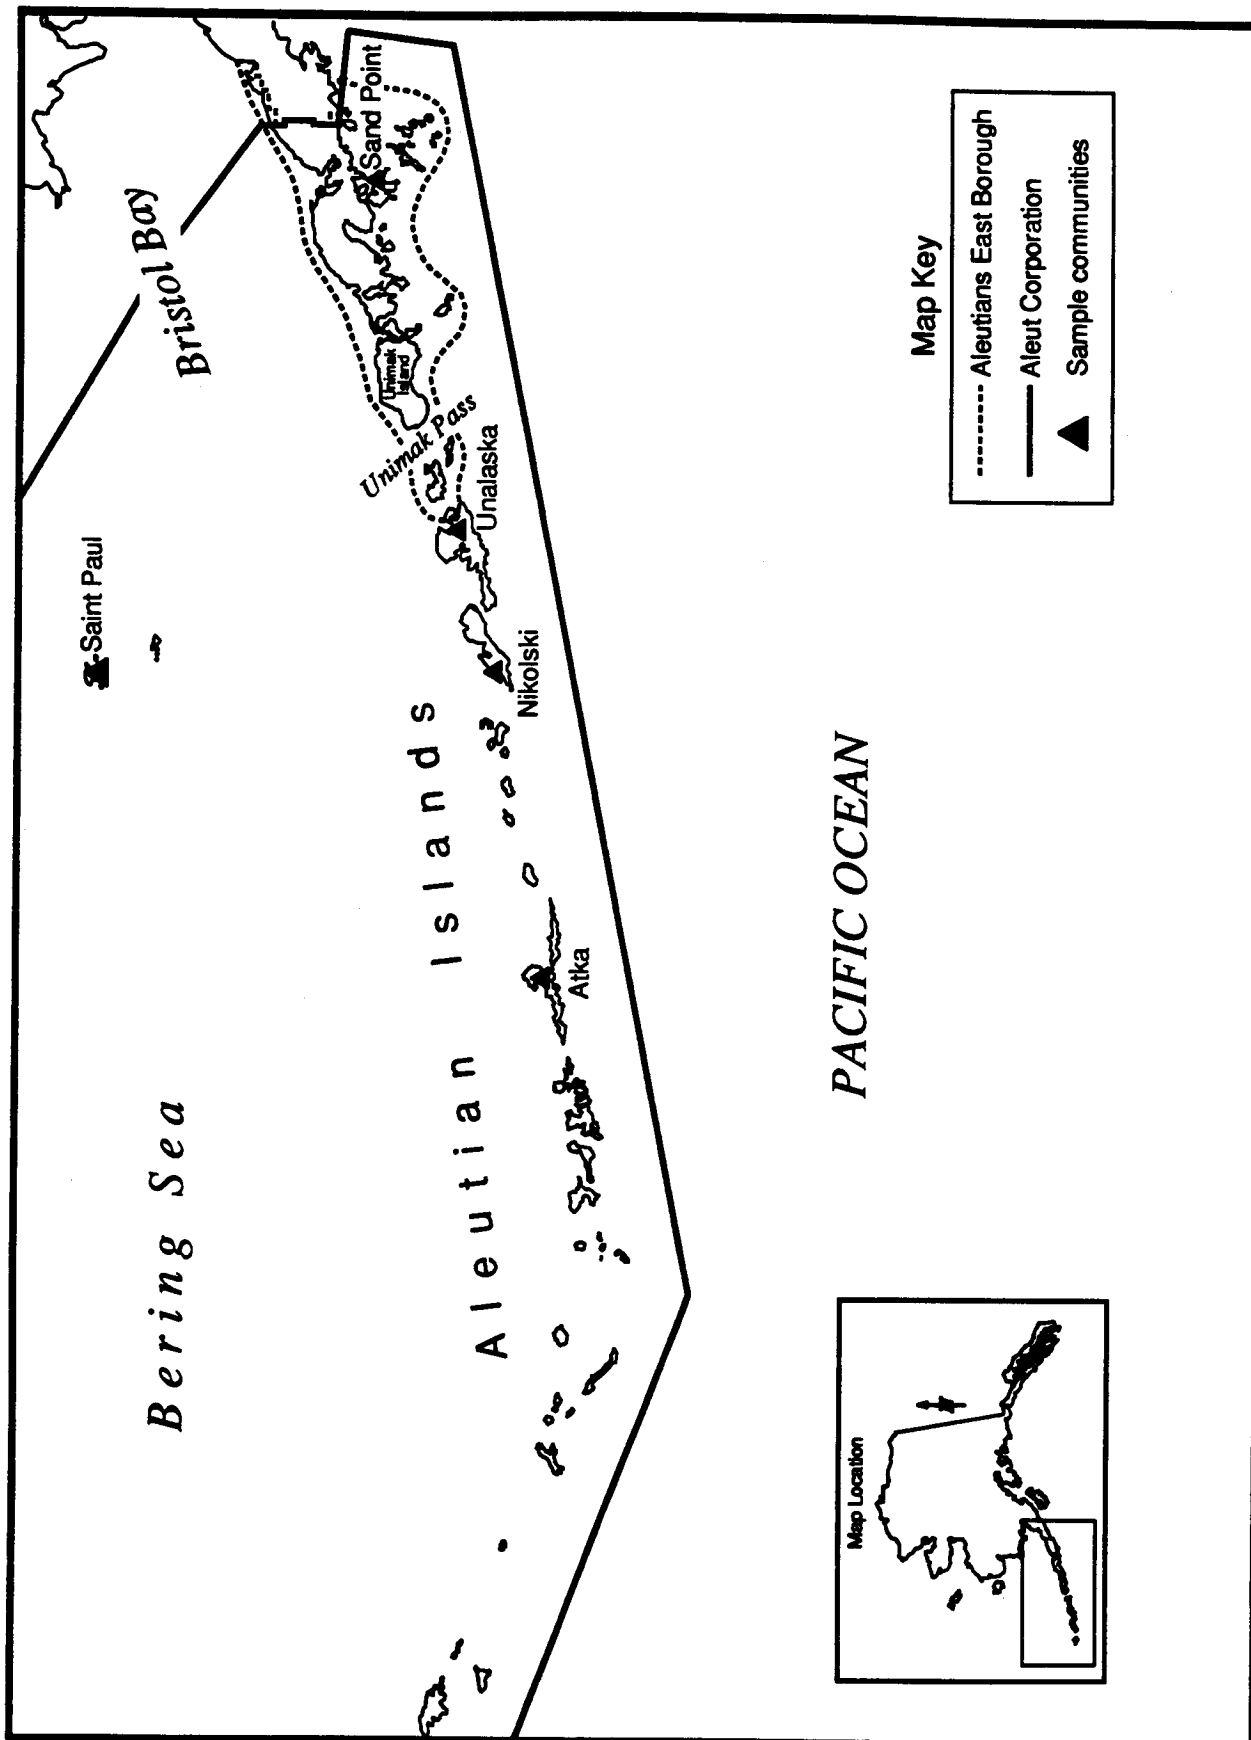 Bering Sea
Saint Paul
Bristol Bay
Aleutian Islands
Unimak Pass
Unimak
Island
Sand Point
Unalaska
Nikolski
Atka
PACIFIC OCEAN
Map Location
Map Key
Aleutians East Borough
Aleut Corporation
Sample communities